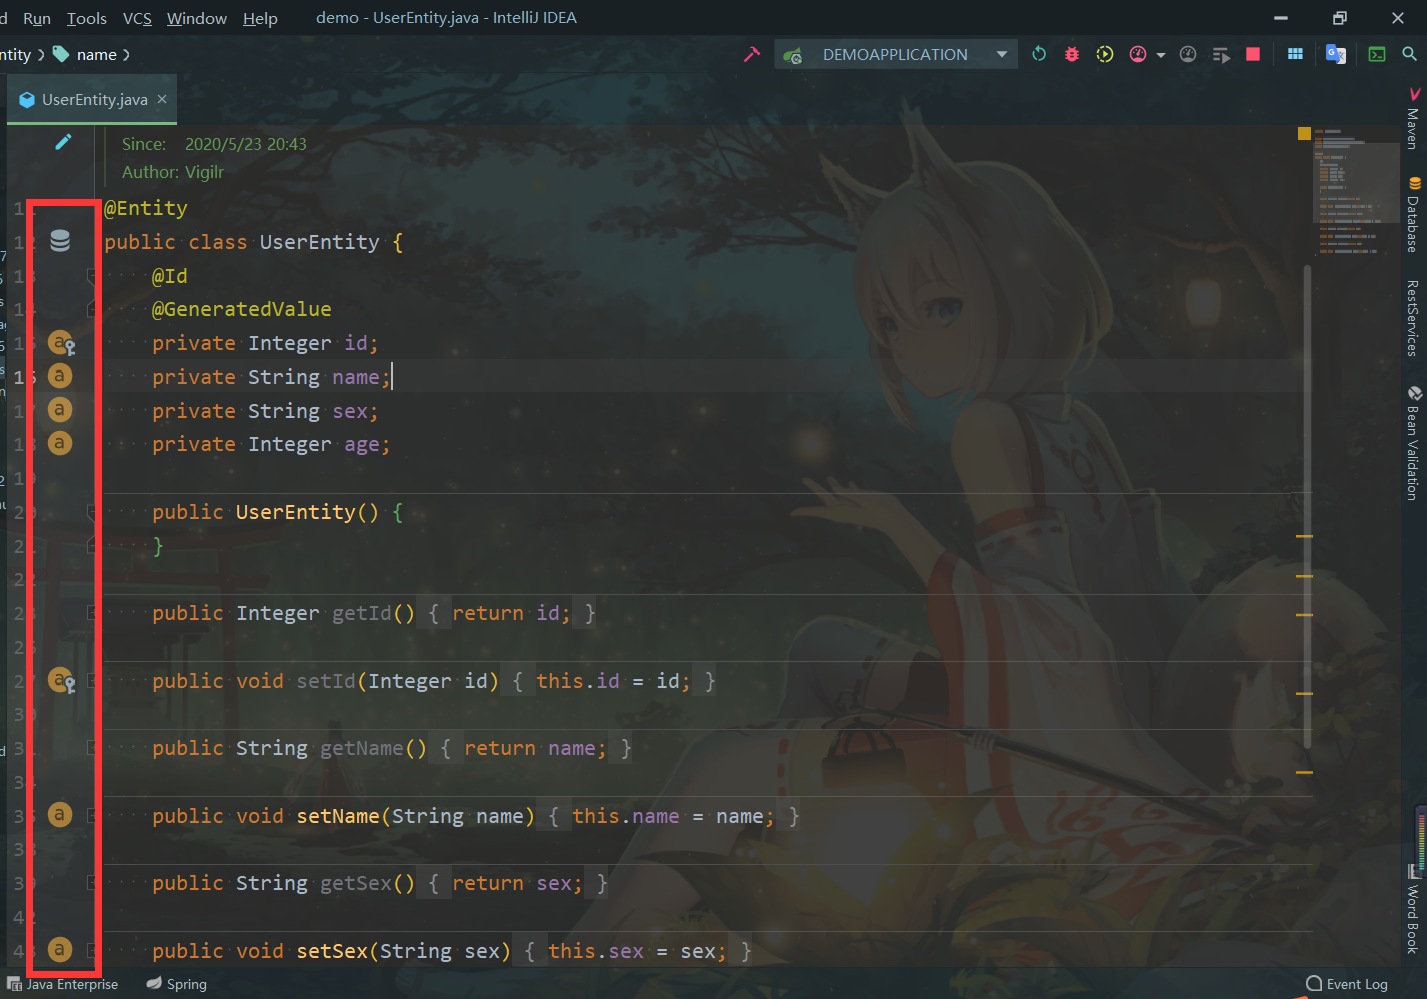 Run Tools VCS Window Help demo - UserEntity.java - IntelliJ IDEA
ntity name DEMOAPPLICATION
UserEntity.java
Since: 2020/5/23 20:43
Author: Vigilr
@Entity
12 public class UserEntity {
@Id
@GeneratedValue
private Integer id;
private String name;
private String sex;
private Integer age;
public UserEntity() {
}
public Integer getId() { return id; }
public void setId(Integer id) { this.id = id; }
public String getName() { return name; }
public void setName(String name) { this.name = name; }
public String getSex() { return sex; }
public void setSex(String sex) { this.sex = sex; }
Maven
Database
RestServices
Bean Validation
Word Book
Java Enterprise Spring Event Log